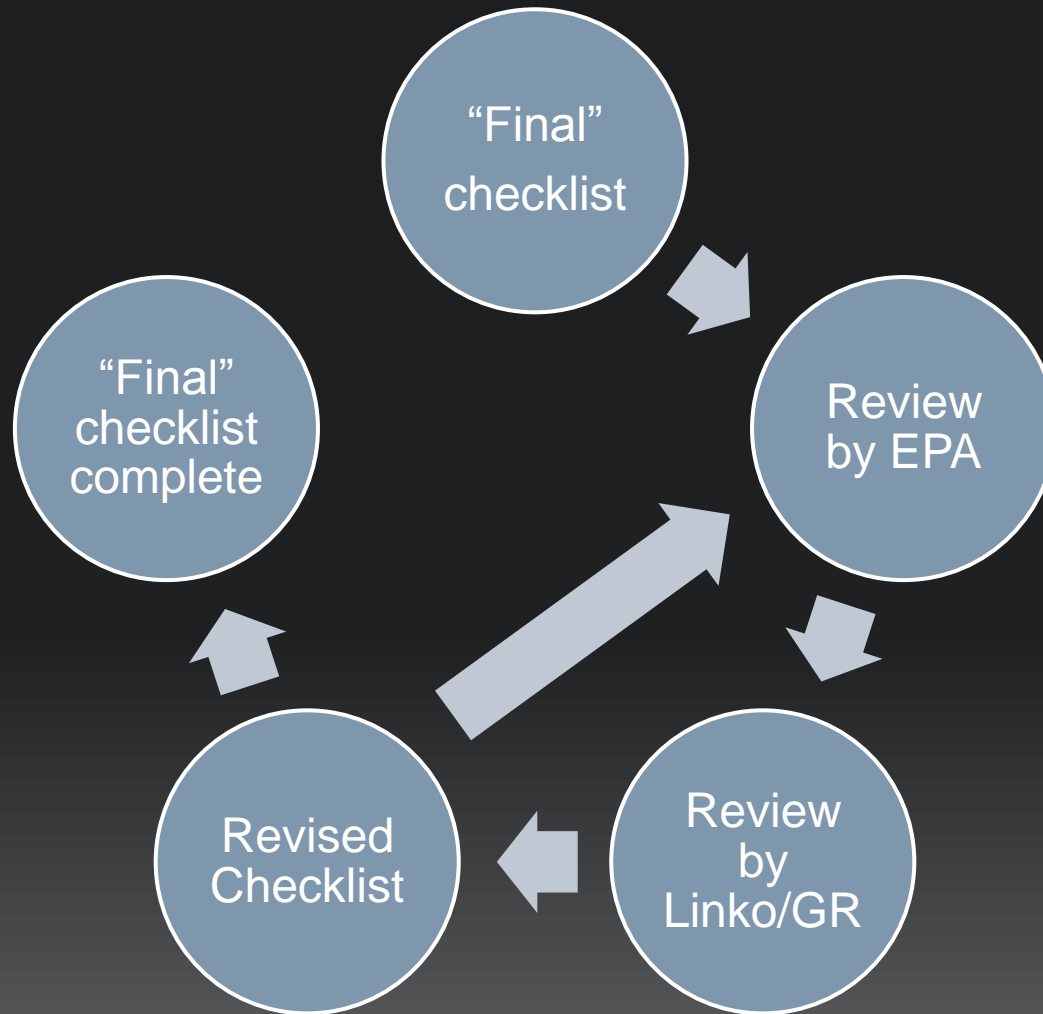 “Final”
checklist
Review
by EPA
Review
by
Linko/GR
Revised
Checklist
“Final”
checklist
complete